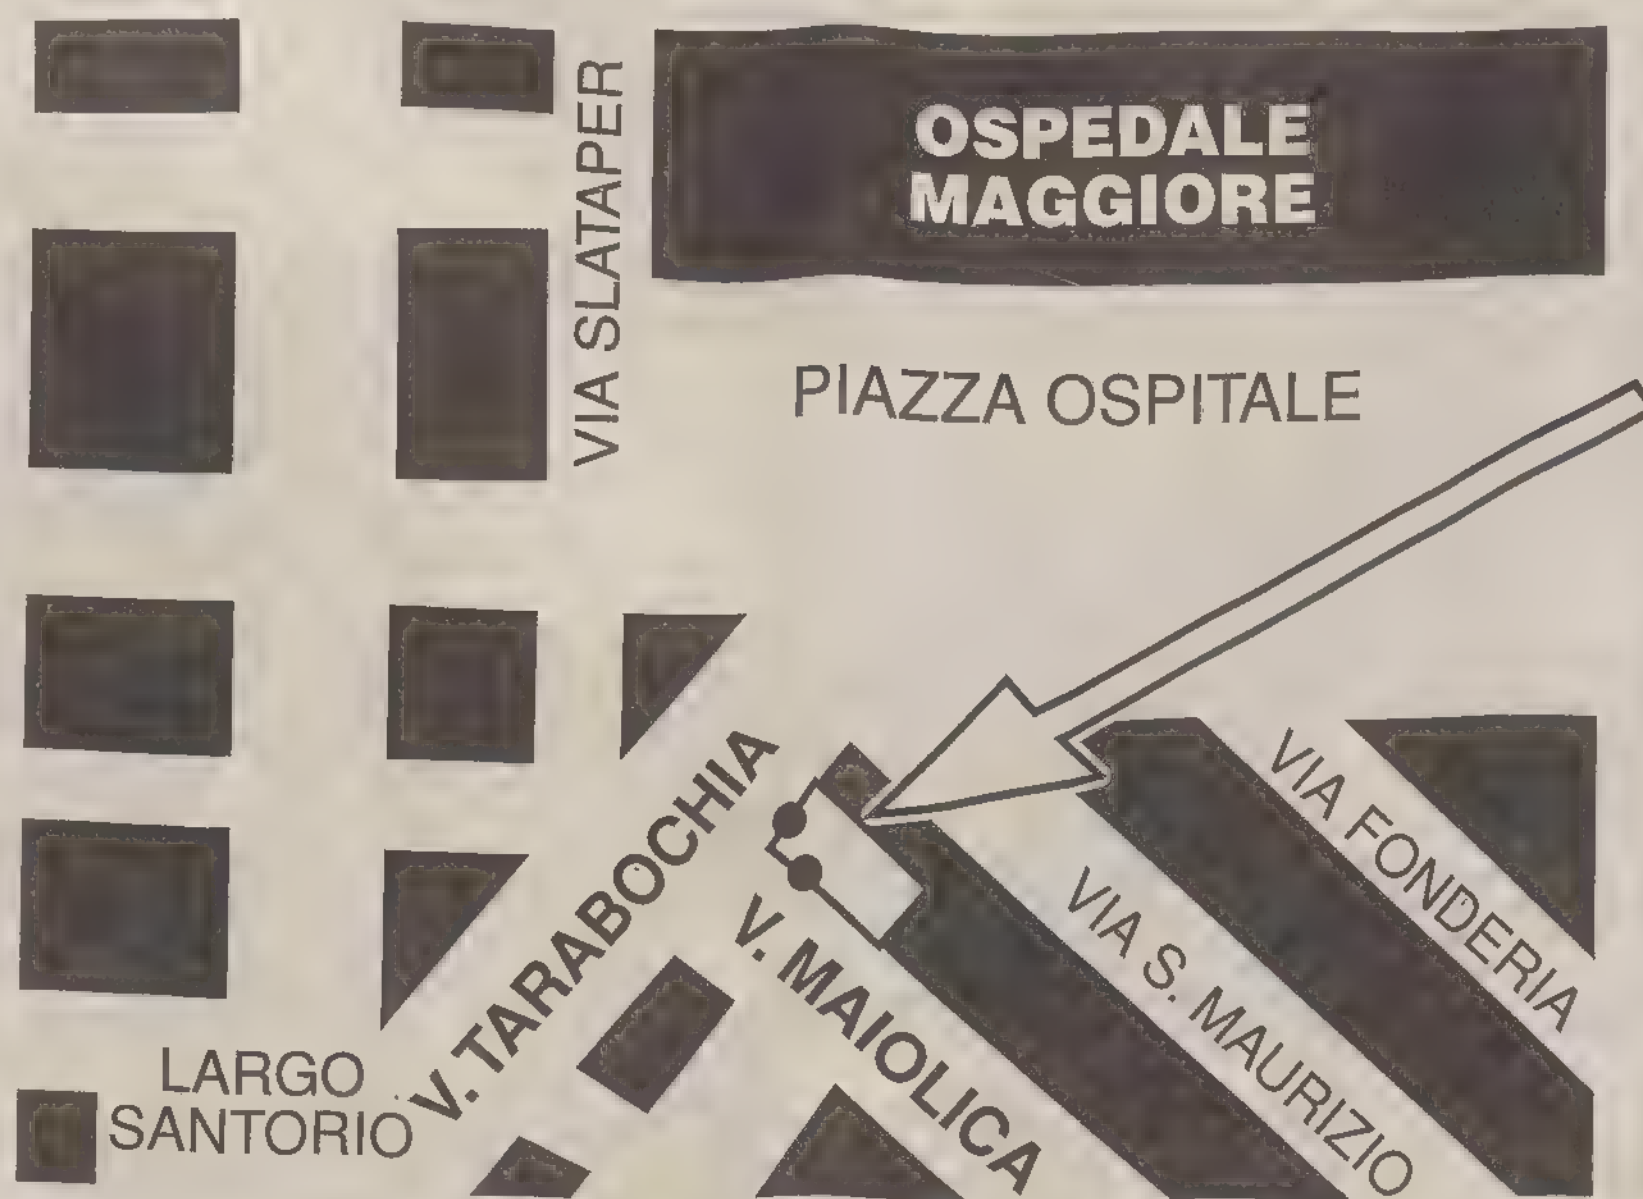 OSPEDALE
MAGGIORE
VIA SLATAPER
PIAZZA OSPITALE
V. TARABOCHIA
V. MAIOLICA
VIA S. MAURIZIO
VIA FONDERIA
LARGO
SANTORIO